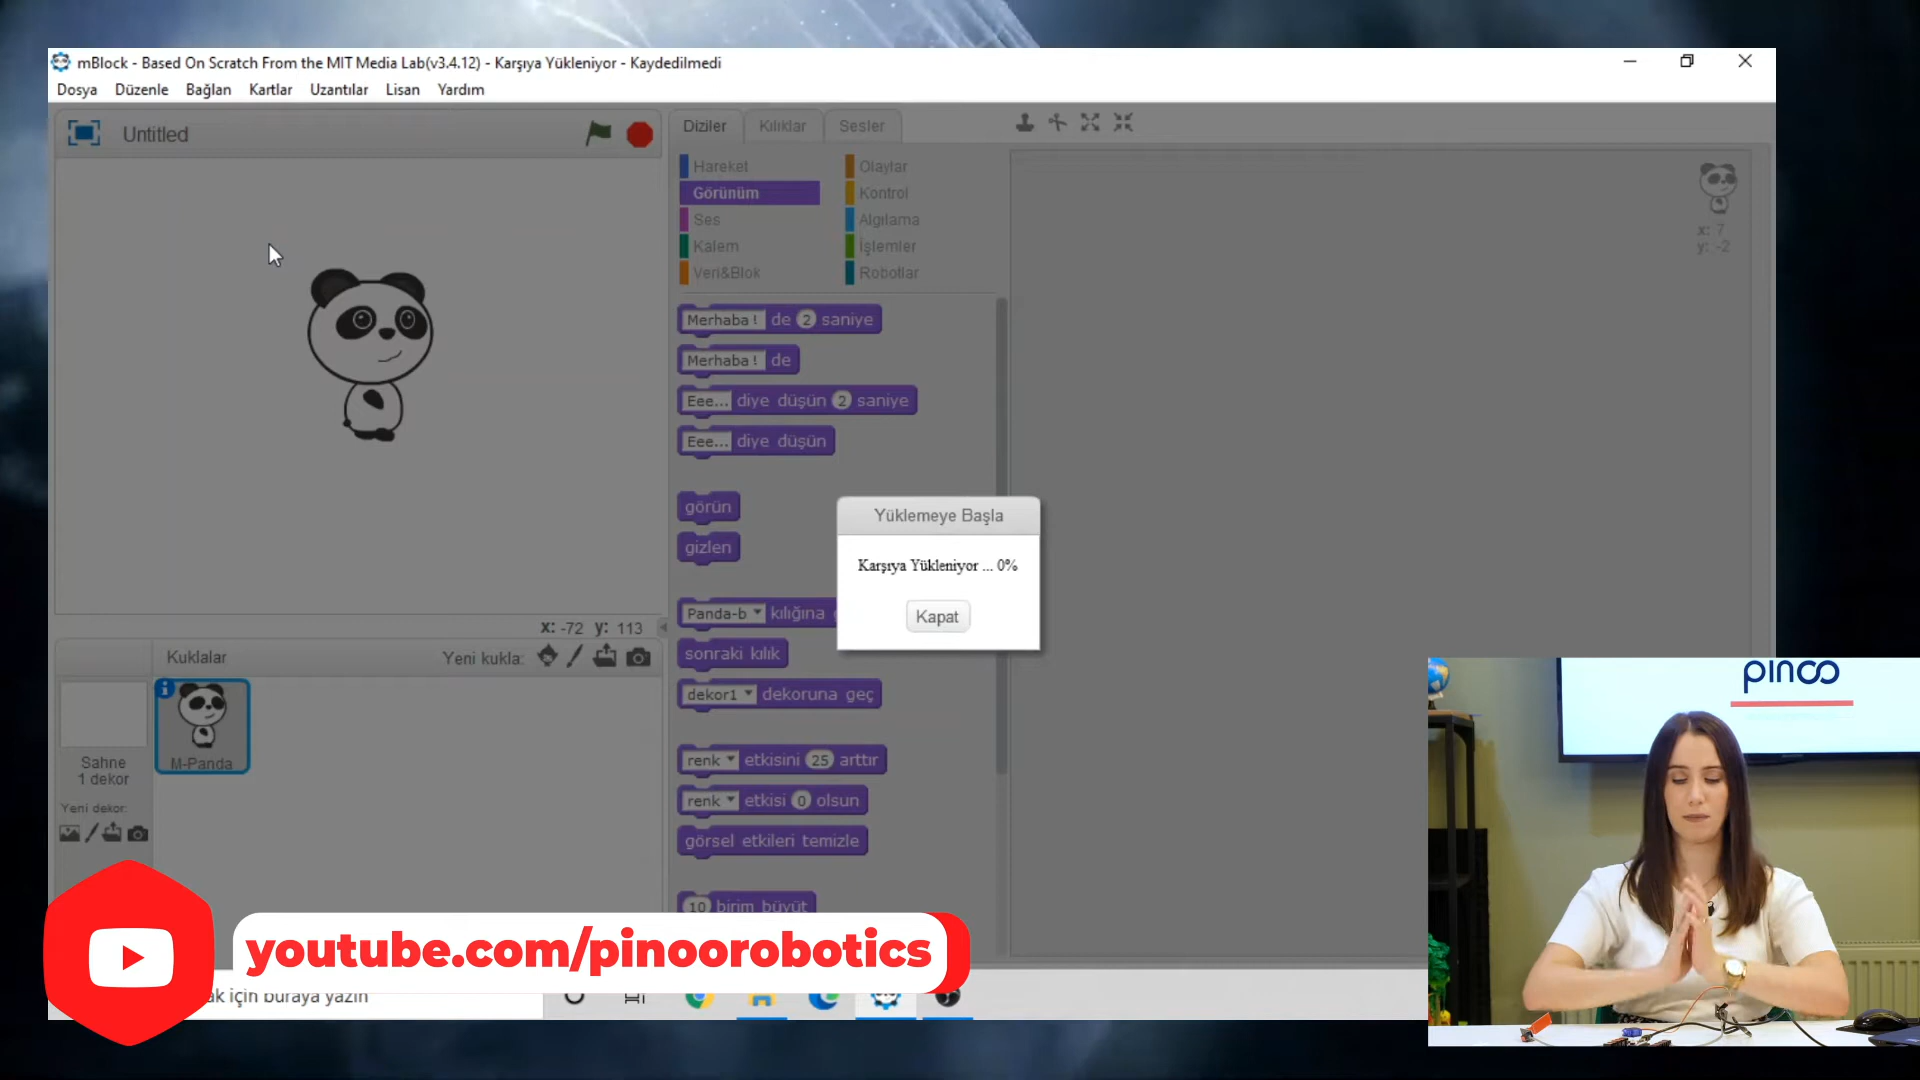 mBlock - Based On Scratch From the MIT Media Lab(v3.4.12) - Karşıya Yükleniyor - Kaydedilmedi
Dosya Düzenle Bağlan Kartlar Uzantılar Lisan Yardım
Untitled
Diziler Kılıklar Sesler
Hareket Olaylar
Görünüm Kontrol
Ses Algılama
Kalem İşlemler
Veri&Blok Robotlar
x: 7
y: -2
Merhaba! de 2 saniye
Merhaba! de
Eee... diye düşün 2 saniye
Eee... diye düşün
görün
gizlen
Yüklemeye Başla
Karşıya Yükleniyor ... 0%
Kapat
Panda-b kılığına
sonraki kılık
dekor1 dekoruna geç
renk etkisini 25 arttır
renk etkisi 0 olsun
görsel etkileri temizle
10 birim büyüt
x: -72 y: 113
Kuklalar Yeni kukla:
M-Panda
Sahne
1 dekor
Yeni dekor:
pinoo
youtube.com/pinoorobotics
için buraya yazın